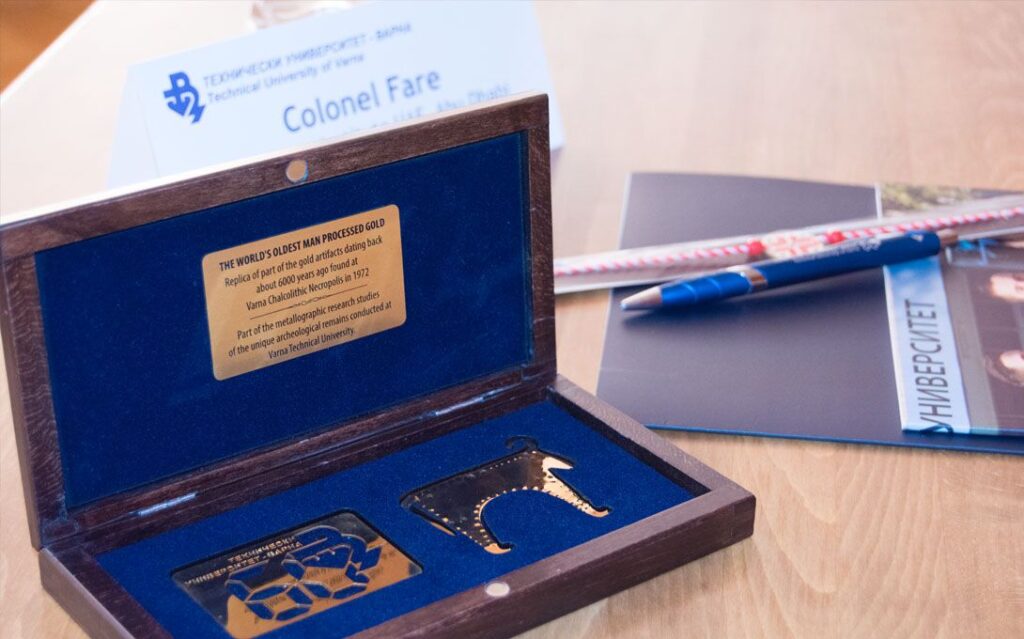 ТЕХНИЧЕСКИ УНИВЕРСИТЕТ - ВАРНА
Technical University of Varna
Colonel Fare
Abu Dhabi
THE WORLD'S OLDEST MAN PROCESSED GOLD
Replica of part of the gold artifacts dating back
about 6000 years ago found at
Varna Chalcolithic Necropolis in 1972
Part of the metallographic research studies
of the unique archeological remains conducted at
Varna Technical University.
УНИВЕРСИТЕТ
ТЕХНИЧЕСКИ
УНИВЕРСИТЕТ - ВАРНА